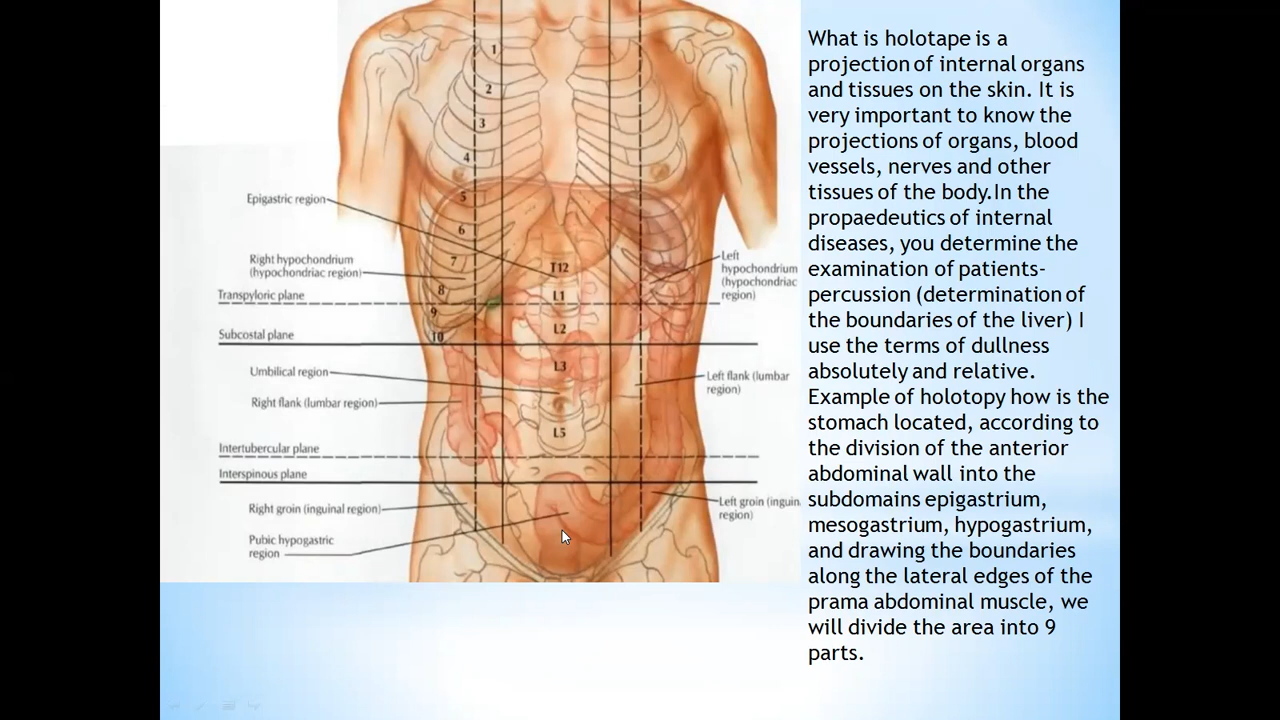 1
2
3
4
Epigastric region
5
6
Right hypochondrium
(hypochondriac region)
7
T12
Left
hypochondrium
(hypochondriac
region)
8
Transpyloric plane
L1
9
10
Subcostal plane
L2
Umbilical region
L3
Left flank (lumbar
region)
Right flank (lumbar region)
L5
Intertubercular plane
Interspinous plane
Right groin (inguinal region)
Left groin (inguin
region)
Pubic hypogastric
region
What is holotape is a
projection of internal organs
and tissues on the skin. It is
very important to know the
projections of organs, blood
vessels, nerves and other
tissues of the body.In the
propaedeutics of internal
diseases, you determine the
examination of patients-
percussion (determination of
the boundaries of the liver) I
use the terms of dullness
absolutely and relative.
Example of holotopy how is the
stomach located, according to
the division of the anterior
abdominal wall into the
subdomains epigastrium,
mesogastrium, hypogastrium,
and drawing the boundaries
along the lateral edges of the
prama abdominal muscle, we
will divide the area into 9
parts.